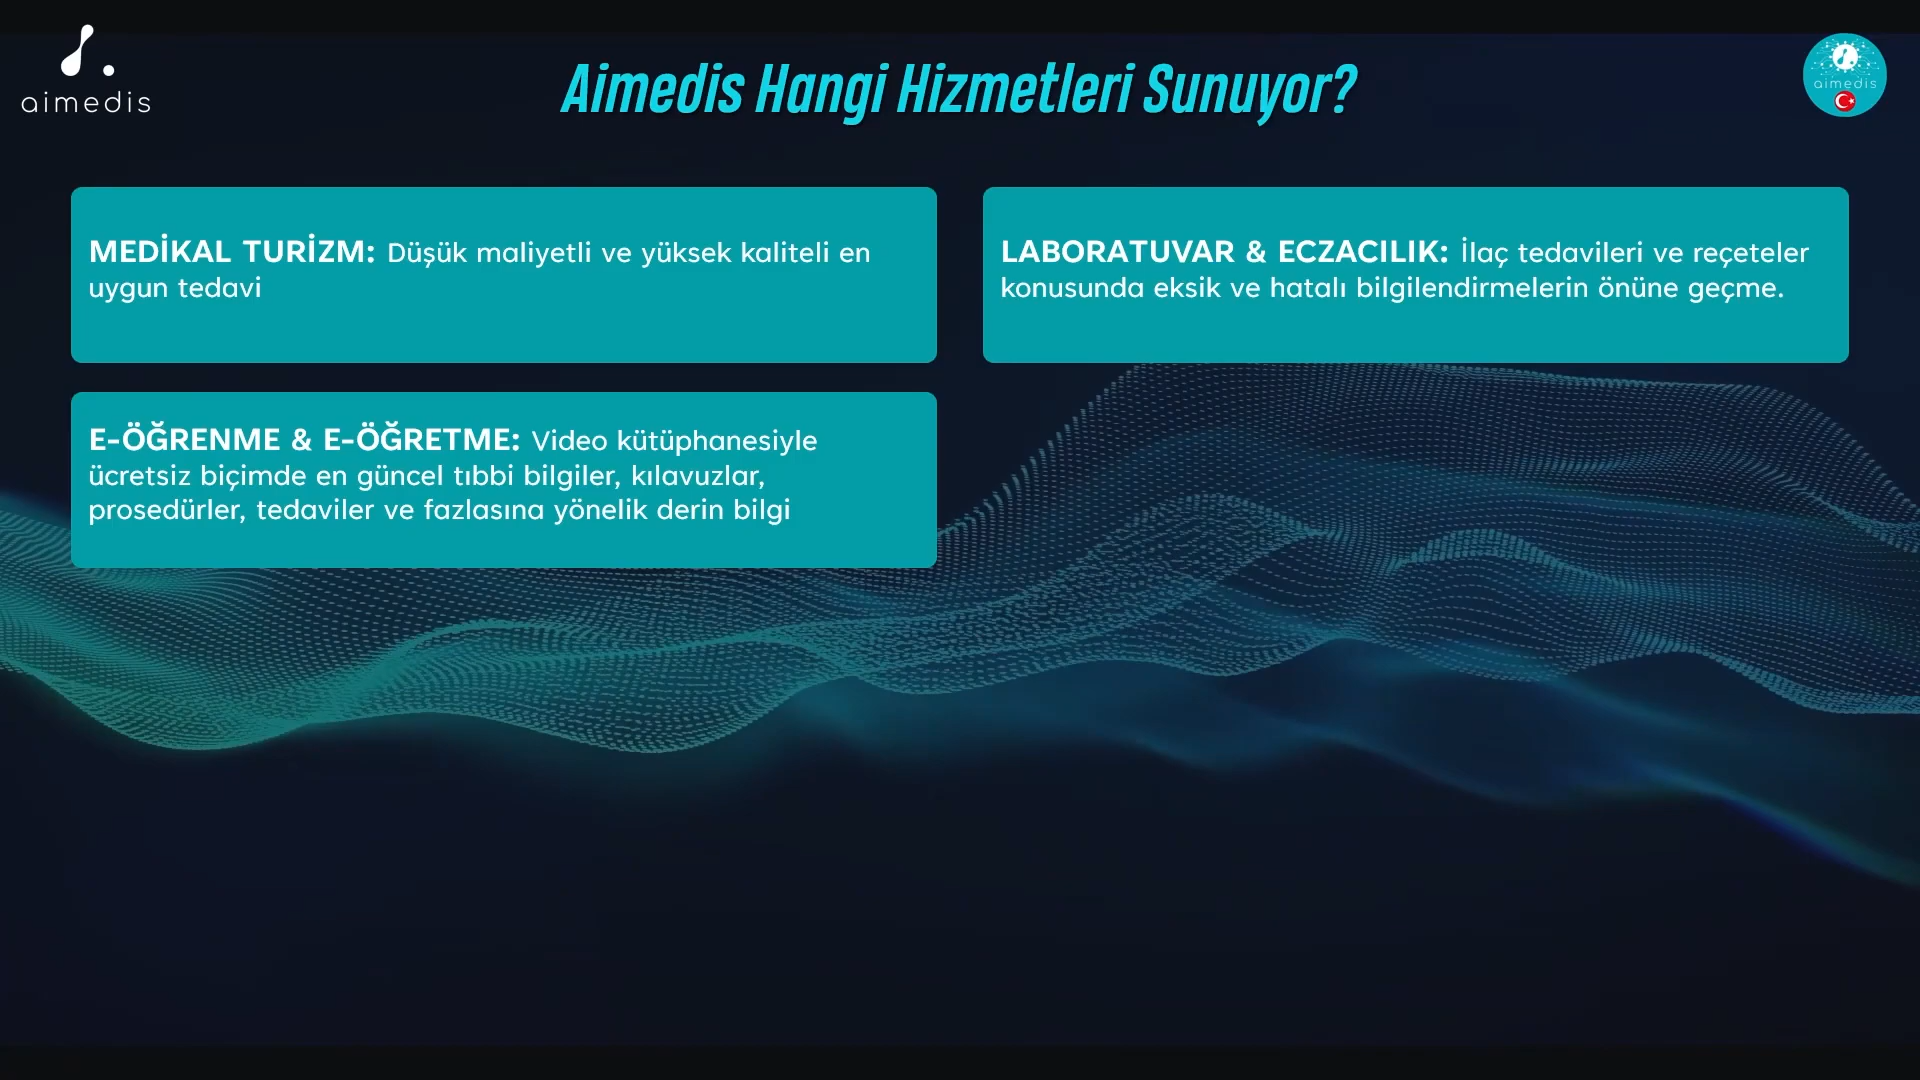 aimedis
Aimedis Hangi Hizmetleri Sunuyor?
aimedis
MEDİKAL TURİZM: Düşük maliyetli ve yüksek kaliteli en
uygun tedavi
LABORATUVAR & ECZACILIK: İlaç tedavileri ve reçeteler
konusunda eksik ve hatalı bilgilendirmelerin önüne geçme.
E-ÖĞRENME & E-ÖĞRETME: Video kütüphanesiyle
ücretsiz biçimde en güncel tıbbi bilgiler, kılavuzlar,
prosedürler, tedaviler ve fazlasına yönelik derin bilgi